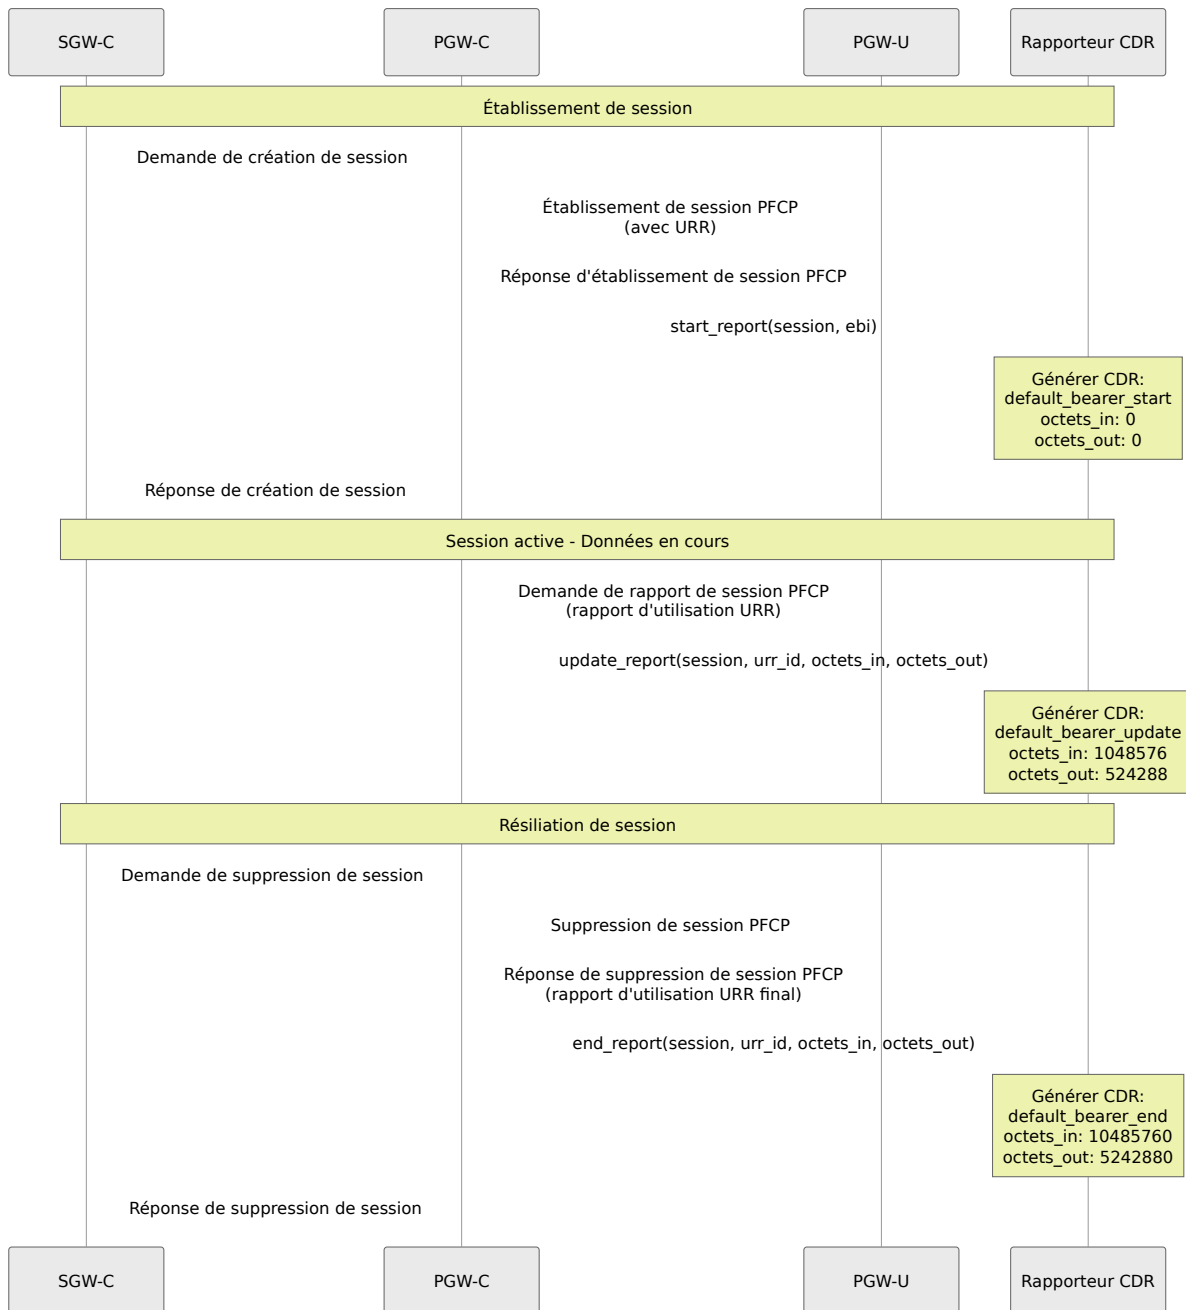 SGW-C
PGW-C
PGW-U
Rapporteur CDR
Établissement de session
Demande de création de session
Établissement de session PFCP
(avec URR)
Réponse d'établissement de session PFCP
start_report(session, ebi)
Générer CDR:
default_bearer_start
octets_in: 0
octets_out: 0
Réponse de création de session
Session active - Données en cours
Demande de rapport de session PFCP
(rapport d'utilisation URR)
update_report(session, urr_id, octets_in, octets_out)
Générer CDR:
default_bearer_update
octets_in: 1048576
octets_out: 524288
Résiliation de session
Demande de suppression de session
Suppression de session PFCP
Réponse de suppression de session PFCP
(rapport d'utilisation URR final)
end_report(session, urr_id, octets_in, octets_out)
Générer CDR:
default_bearer_end
octets_in: 10485760
octets_out: 5242880
Réponse de suppression de session
SGW-C
PGW-C
PGW-U
Rapporteur CDR